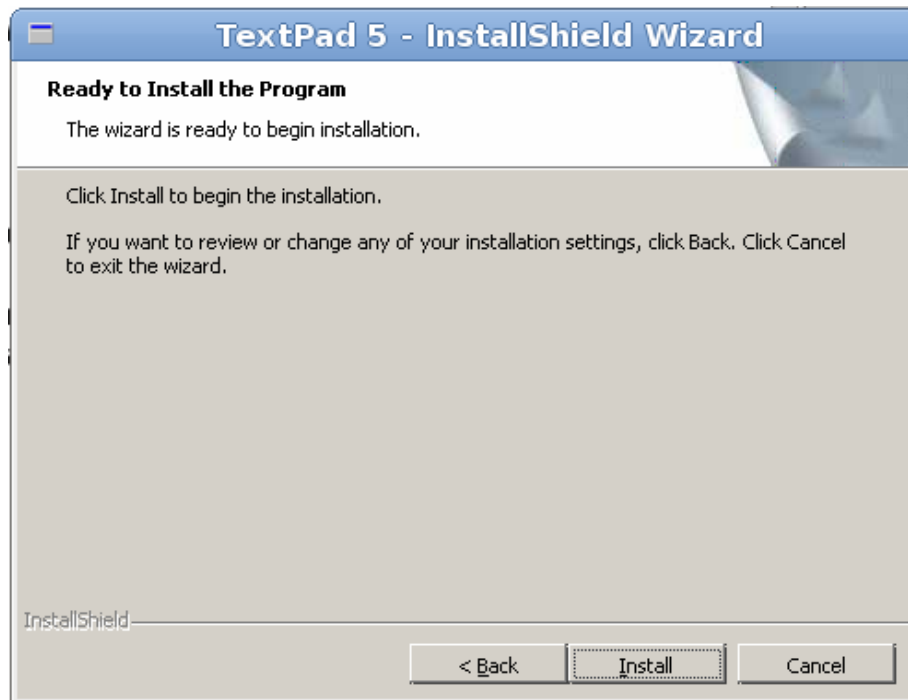 TextPad 5 - InstallShield Wizard
Ready to Install the Program
The wizard is ready to begin installation.
Click Install to begin the installation.
If you want to review or change any of your installation settings, click Back. Click Cancel
to exit the wizard.
InstallShield
< Back Install Cancel